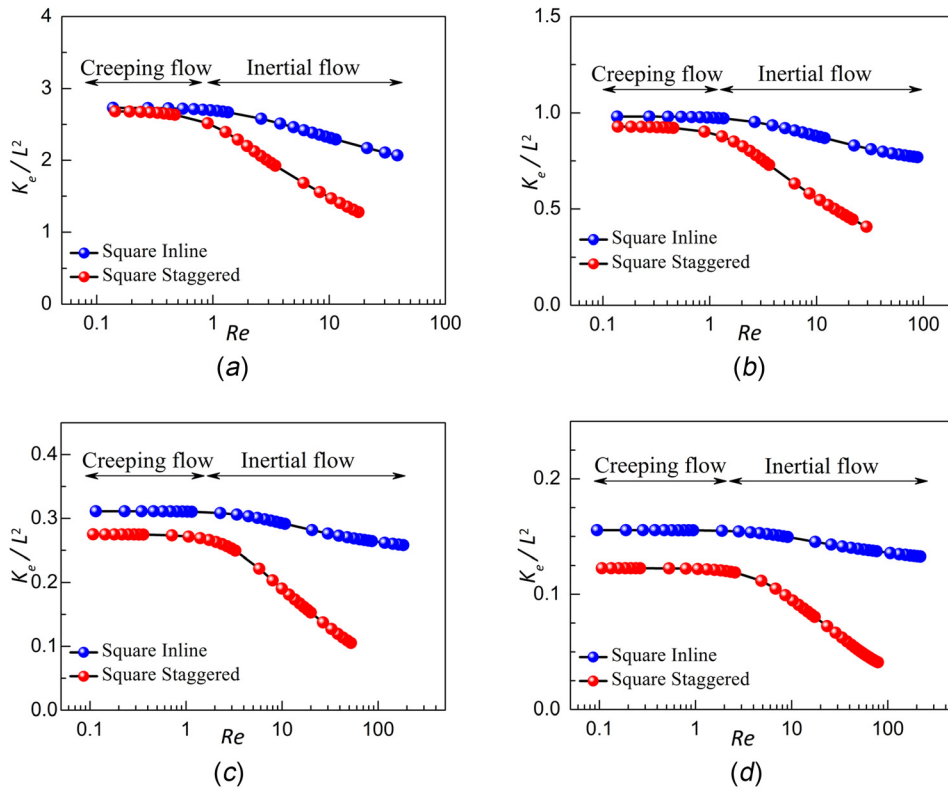 4
3
2
1
0
K_e / L²
Creeping flow
Inertial flow
Square Inline
Square Staggered
0.1
1
10
100
Re
(a)
1.5
1.0
0.5
0.0
K_e / L²
Creeping flow
Inertial flow
Square Inline
Square Staggered
0.1
1
10
100
Re
(b)
0.4
0.3
0.2
0.1
0.0
K_e / L²
Creeping flow
Inertial flow
Square Inline
Square Staggered
0.1
1
10
100
Re
(c)
0.2
0.1
0.0
K_e / L²
Creeping flow
Inertial flow
Square Inline
Square Staggered
0.1
1
10
100
Re
(d)